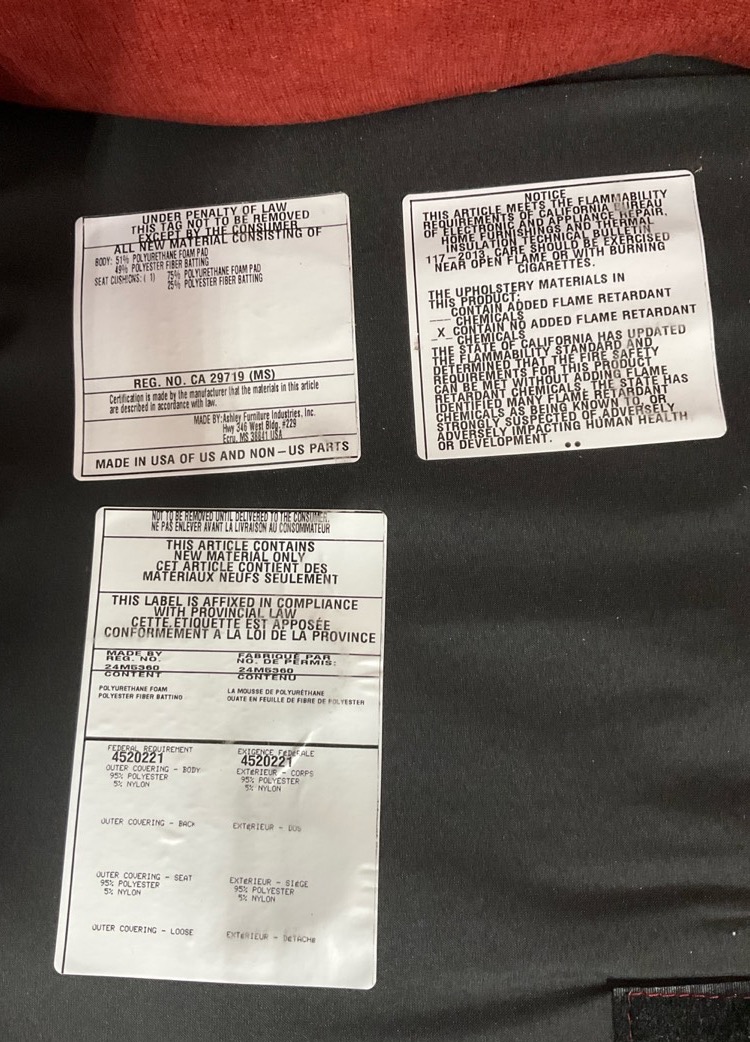 UNDER PENALTY OF LAW
THIS TAG NOT TO BE REMOVED
EXCEPT BY THE CONSUMER
ALL NEW MATERIAL CONSISTING OF
BODY: 51% POLYURETHANE FOAM PAD
49% POLYESTER FIBER BATTING
SEAT CUSHIONS: ( 1) 75% POLYURETHANE FOAM PAD
25% POLYESTER FIBER BATTING
REG. NO. CA 29719 (MS)
Certification is made by the manufacturer that the materials in this article
are described in accordance with law.
MADE BY: Ashley Furniture Industries, Inc.
Hwy 346 West Bldg. #229
Ecru, MS 38841 USA
MADE IN USA OF US AND NON-US PARTS
NOTICE
THIS ARTICLE MEETS THE FLAMMABILITY
REQUIREMENTS OF CALIFORNIA BUREAU
OF ELECTRONIC AND APPLIANCE REPAIR,
HOME FURNISHINGS AND THERMAL
INSULATION TECHNICAL BULLETIN
117-2013. CARE SHOULD BE EXERCISED
NEAR OPEN FLAME OR WITH BURNING
CIGARETTES.
THE UPHOLSTERY MATERIALS IN
THIS PRODUCT:
__ CONTAIN ADDED FLAME RETARDANT
CHEMICALS
_X_ CONTAIN NO ADDED FLAME RETARDANT
CHEMICALS
THE STATE OF CALIFORNIA HAS UPDATED
THE FLAMMABILITY STANDARD AND
DETERMINED THAT THE FIRE SAFETY
REQUIREMENTS FOR THIS PRODUCT
CAN BE MET WITHOUT ADDING FLAME
RETARDANT CHEMICALS. THE STATE HAS
IDENTIFIED MANY FLAME RETARDANT
CHEMICALS AS BEING KNOWN TO, OR
STRONGLY SUSPECTED OF ADVERSELY
ADVERSELY IMPACTING HUMAN HEALTH
OR DEVELOPMENT.
NOT TO BE REMOVED UNTIL DELIVERED TO THE CONSUMER.
NE PAS ENLEVER AVANT LA LIVRAISON AU CONSOMMATEUR
THIS ARTICLE CONTAINS
NEW MATERIAL ONLY
CET ARTICLE CONTIENT DES
MATÉRIAUX NEUFS SEULEMENT
THIS LABEL IS AFFIXED IN COMPLIANCE
WITH PROVINCIAL LAW
CETTE ÉTIQUETTE EST APPOSÉE
CONFORMÉMENT A LA LOI DE LA PROVINCE
MADE BY FABRIQUÉ PAR
REG. NO. NO. DE PERMIS:
24M5360 24M5360
CONTENT CONTENU
POLYURETHANE FOAM LA MOUSSE DE POLYURÉTHANE
POLYESTER FIBER BATTING OUATE EN FEUILLE DE FIBRE DE POLYESTER
FEDERAL REQUIREMENT EXIGENCE FéDéRALE
4520221 4520221
OUTER COVERING - BODY EXTéRIEUR - CORPS
95% POLYESTER 95% POLYESTER
5% NYLON 5% NYLON
OUTER COVERING - BACK EXTéRIEUR - DOS
OUTER COVERING - SEAT EXTéRIEUR - SIéGE
95% POLYESTER 95% POLYESTER
5% NYLON 5% NYLON
OUTER COVERING - LOOSE EXTéRIEUR - DéTACHé